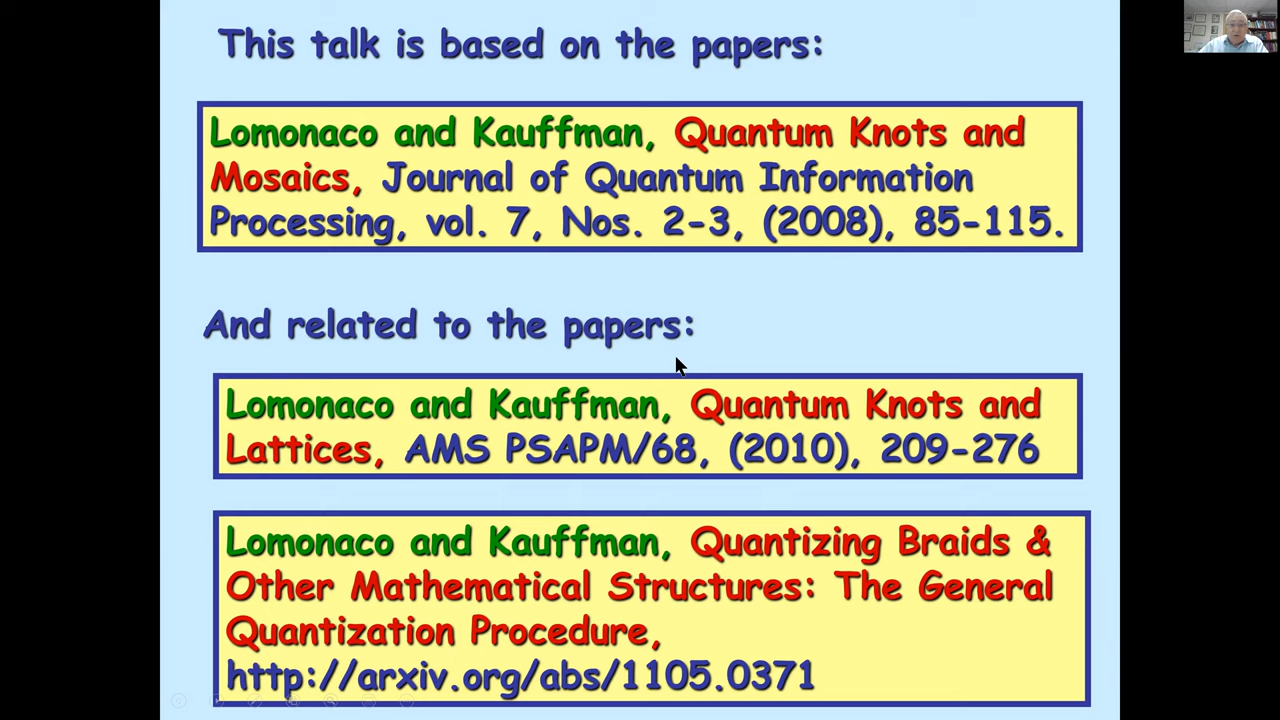 This talk is based on the papers:
Lomonaco and Kauffman, Quantum Knots and
Mosaics, Journal of Quantum Information
Processing, vol. 7, Nos. 2-3, (2008), 85-115.
And related to the papers:
Lomonaco and Kauffman, Quantum Knots and
Lattices, AMS PSAPM/68, (2010), 209-276
Lomonaco and Kauffman, Quantizing Braids &
Other Mathematical Structures: The General
Quantization Procedure,
http://arxiv.org/abs/1105.0371